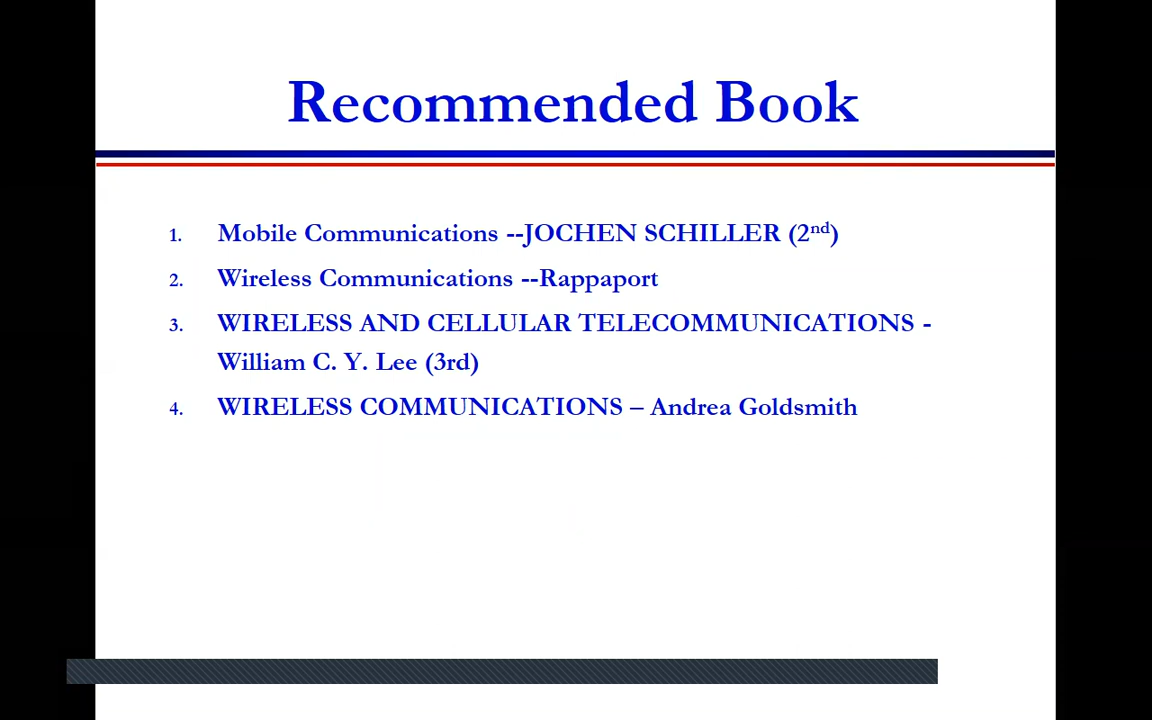 Recommended Book
1. Mobile Communications --JOCHEN SCHILLER (2nd)
2. Wireless Communications --Rappaport
3. WIRELESS AND CELLULAR TELECOMMUNICATIONS -
William C. Y. Lee (3rd)
4. WIRELESS COMMUNICATIONS – Andrea Goldsmith